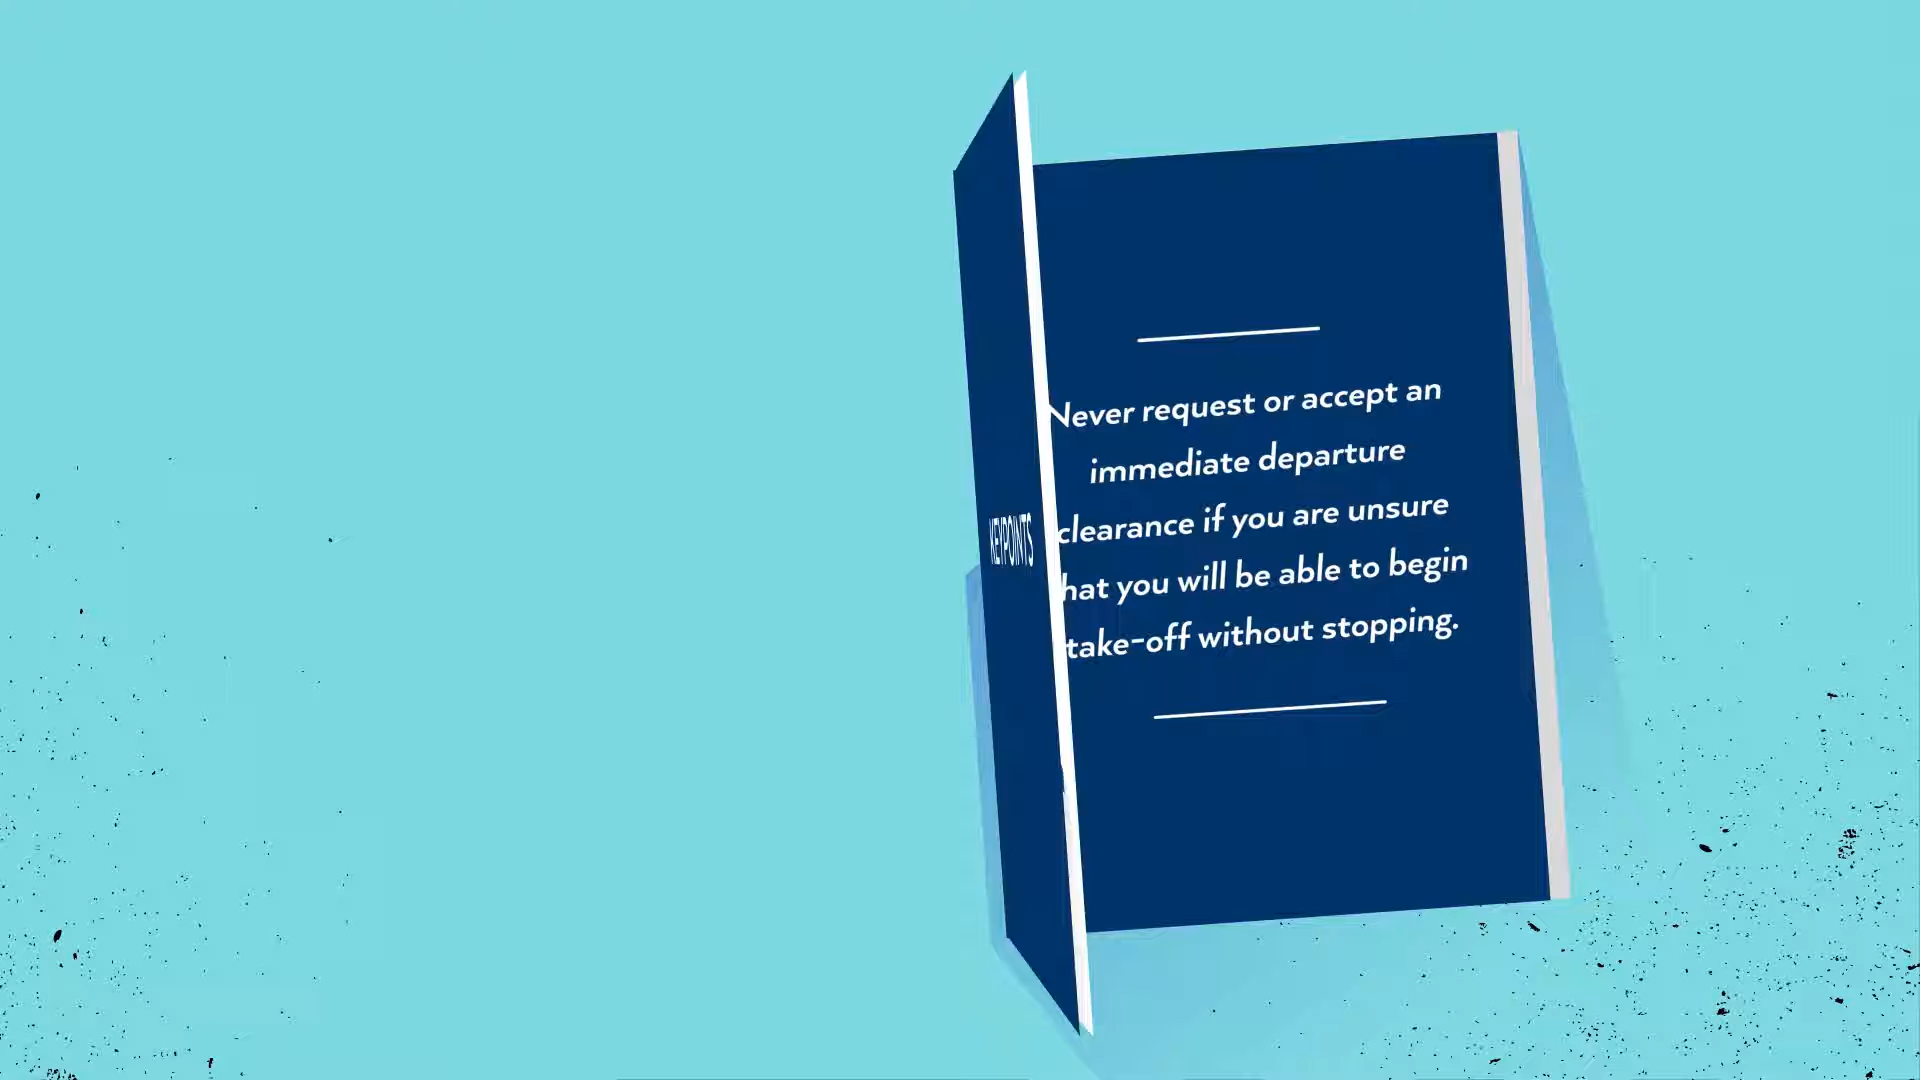 KEYPOINTS
Never request or accept an
immediate departure
clearance if you are unsure
hat you will be able to begin
take-off without stopping.